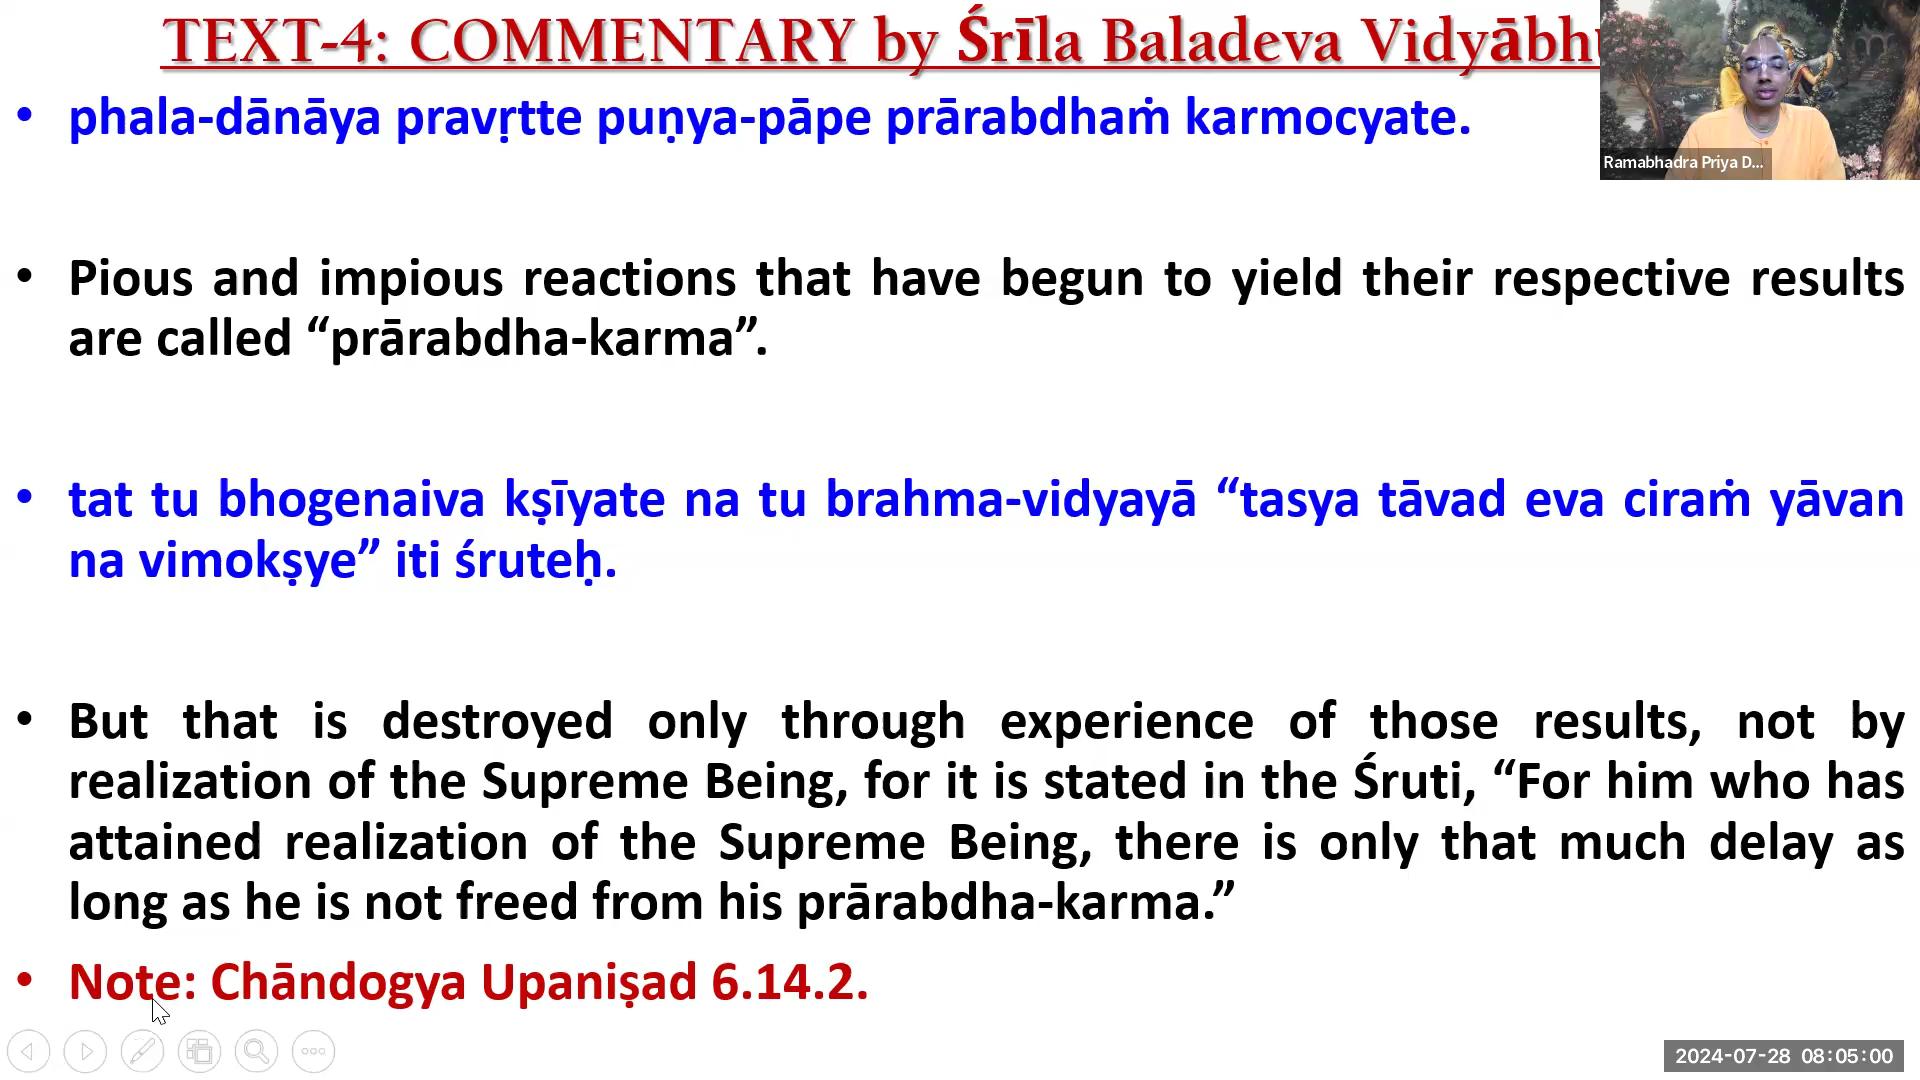 TEXT-4: COMMENTARY by Śrīla Baladeva
Ramabhadra Priya D...
• phala-dānāya pravṛtte puṇya-pāpe prārabdhaṁ karmocyate.
• Pious and impious reactions that have begun to yield their respective results
are called “prārabdha-karma”.
• tat tu bhogenaiva kṣīyate na tu brahma-vidyayā “tasya tāvad eva ciraṁ yāvan
na vimokṣye” iti śruteḥ.
• But that is destroyed only through experience of those results, not by
realization of the Supreme Being, for it is stated in the Śruti, “For him who has
attained realization of the Supreme Being, there is only that much delay as
long as he is not freed from his prārabdha-karma.”
• Note: Chāndogya Upaniṣad 6.14.2.
2024-07-28 08:05:00